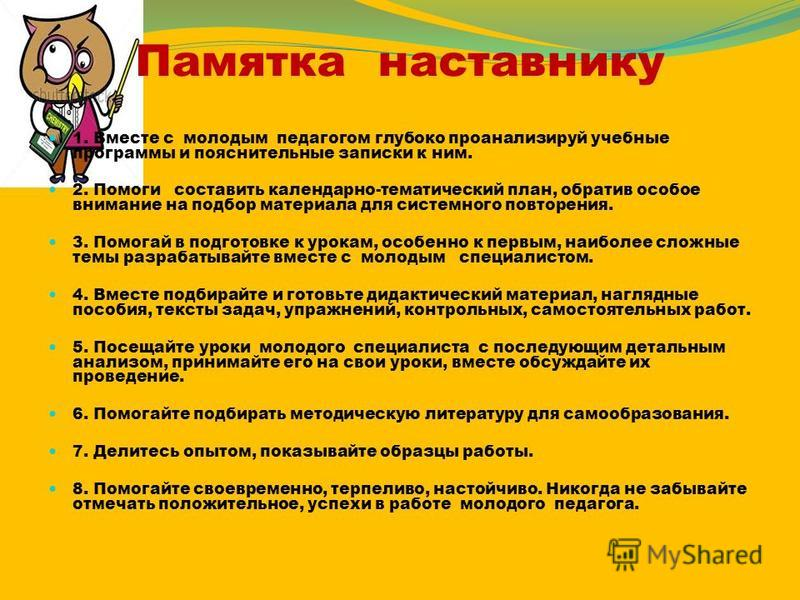 Памятка наставнику
shutterstock
CHEMISTRY
1. Вместе с молодым педагогом глубоко проанализируй учебные
программы и пояснительные записки к ним.
2. Помоги составить календарно-тематический план, обратив особое
внимание на подбор материала для системного повторения.
3. Помогай в подготовке к урокам, особенно к первым, наиболее сложные
темы разрабатывайте вместе с молодым специалистом.
4. Вместе подбирайте и готовьте дидактический материал, наглядные
пособия, тексты задач, упражнений, контрольных, самостоятельных работ.
5. Посещайте уроки молодого специалиста с последующим детальным
анализом, принимайте его на свои уроки, вместе обсуждайте их
проведение.
6. Помогайте подбирать методическую литературу для самообразования.
7. Делитесь опытом, показывайте образцы работы.
8. Помогайте своевременно, терпеливо, настойчиво. Никогда не забывайте
отмечать положительное, успехи в работе молодого педагога.
MyShared